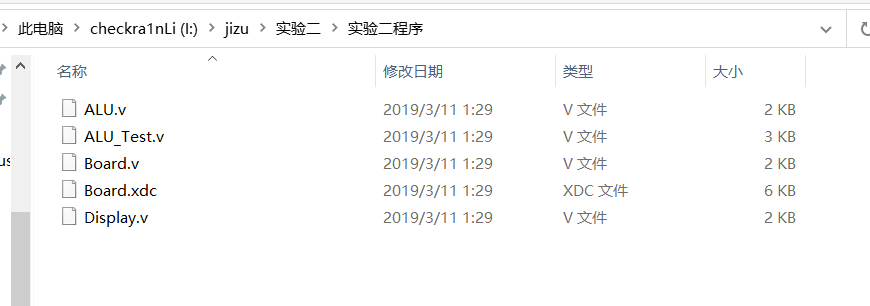 此电脑 > checkra1nLi (I:) > jizu > 实验二 > 实验二程序
名称 修改日期 类型 大小
ALU.v 2019/3/11 1:29 V 文件 2 KB
ALU_Test.v 2019/3/11 1:29 V 文件 3 KB
Board.v 2019/3/11 1:29 V 文件 2 KB
Board.xdc 2019/3/11 1:29 XDC 文件 6 KB
Display.v 2019/3/11 1:29 V 文件 2 KB